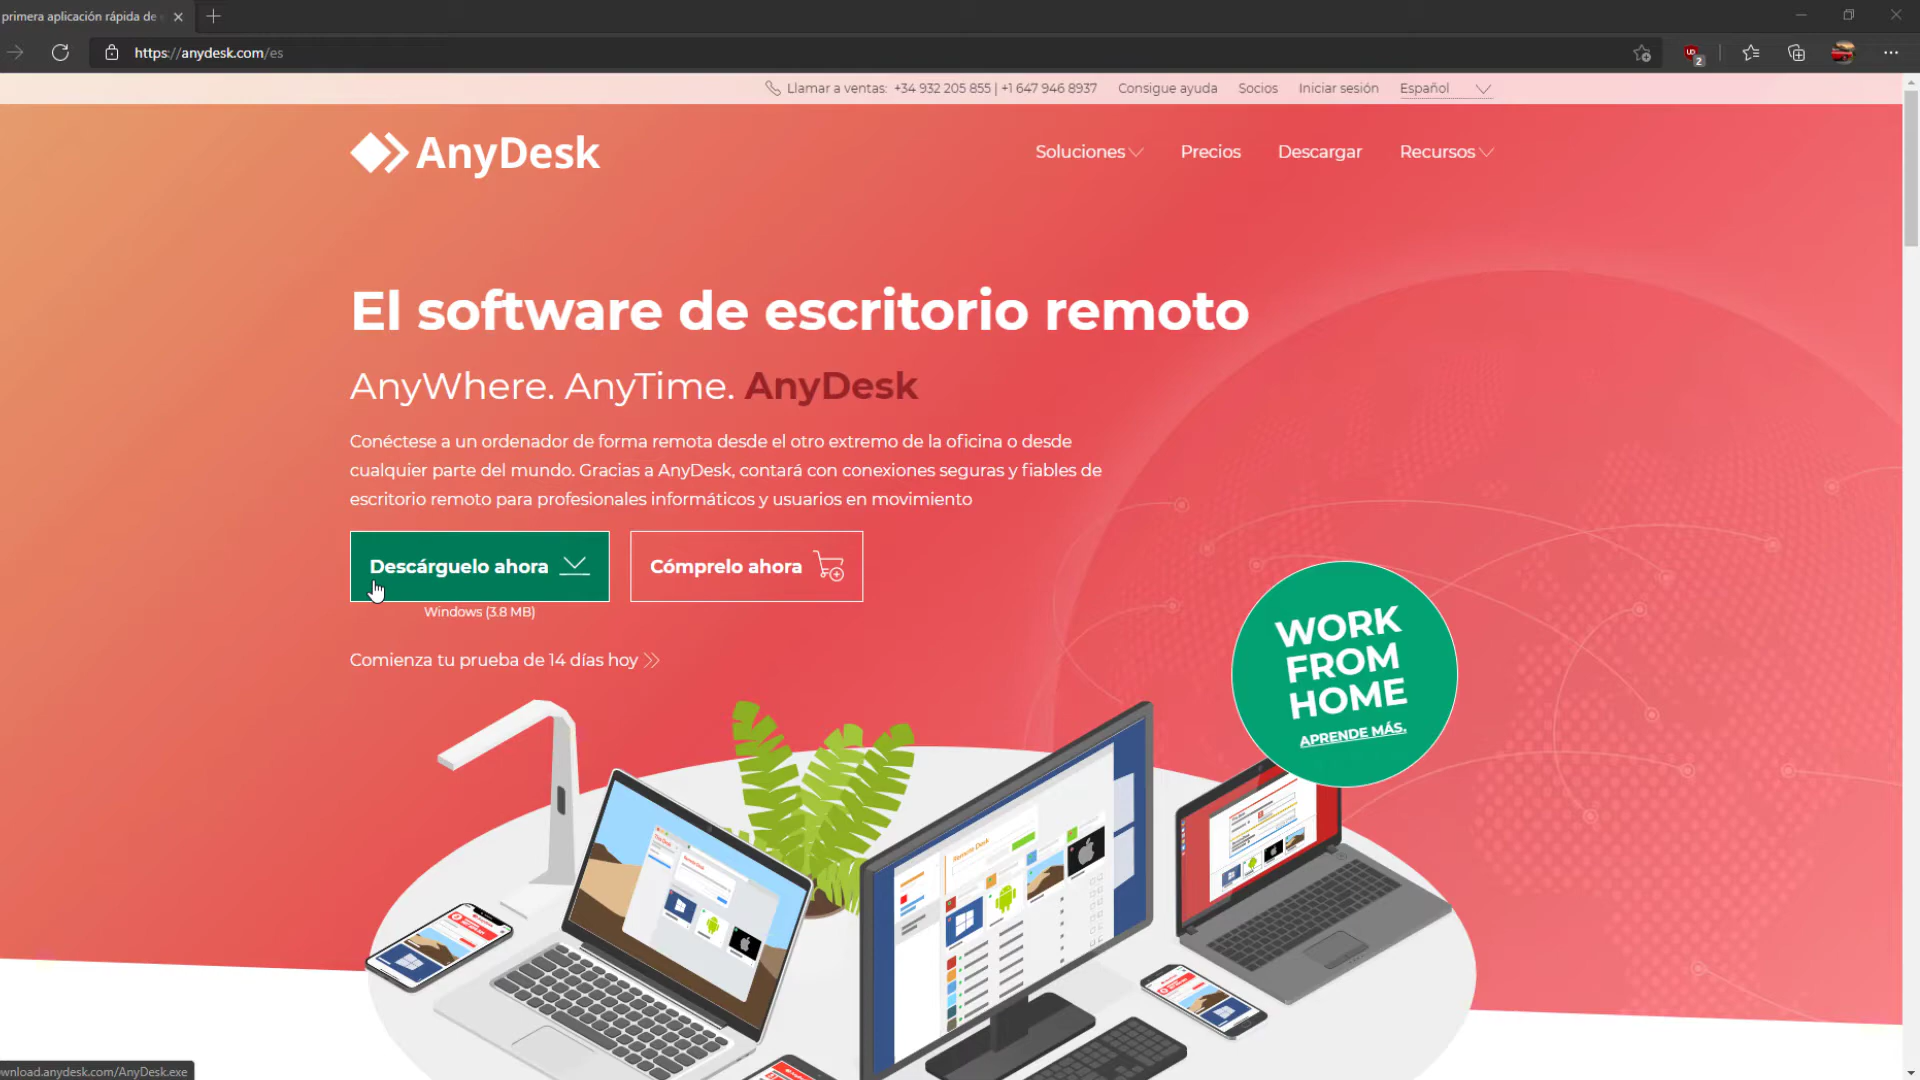 primera aplicación rápida de
https://anydesk.com/es
2
Llamar a ventas: +34 932 205 855 | +1 647 946 8937 Consigue ayuda Socios Iniciar sesión Español
AnyDesk
Soluciones Precios Descargar Recursos
El software de escritorio remoto
AnyWhere. AnyTime. AnyDesk
Conéctese a un ordenador de forma remota desde el otro extremo de la oficina o desde
cualquier parte del mundo. Gracias a AnyDesk, contará con conexiones seguras y fiables de
escritorio remoto para profesionales informáticos y usuarios en movimiento
Descárguelo ahora Cómprelo ahora
Windows (3.8 MB)
Comienza tu prueba de 14 días hoy
WORK
FROM
HOME
APRENDE MÁS.
Remote Desk
wnload.anydesk.com/AnyDesk.exe